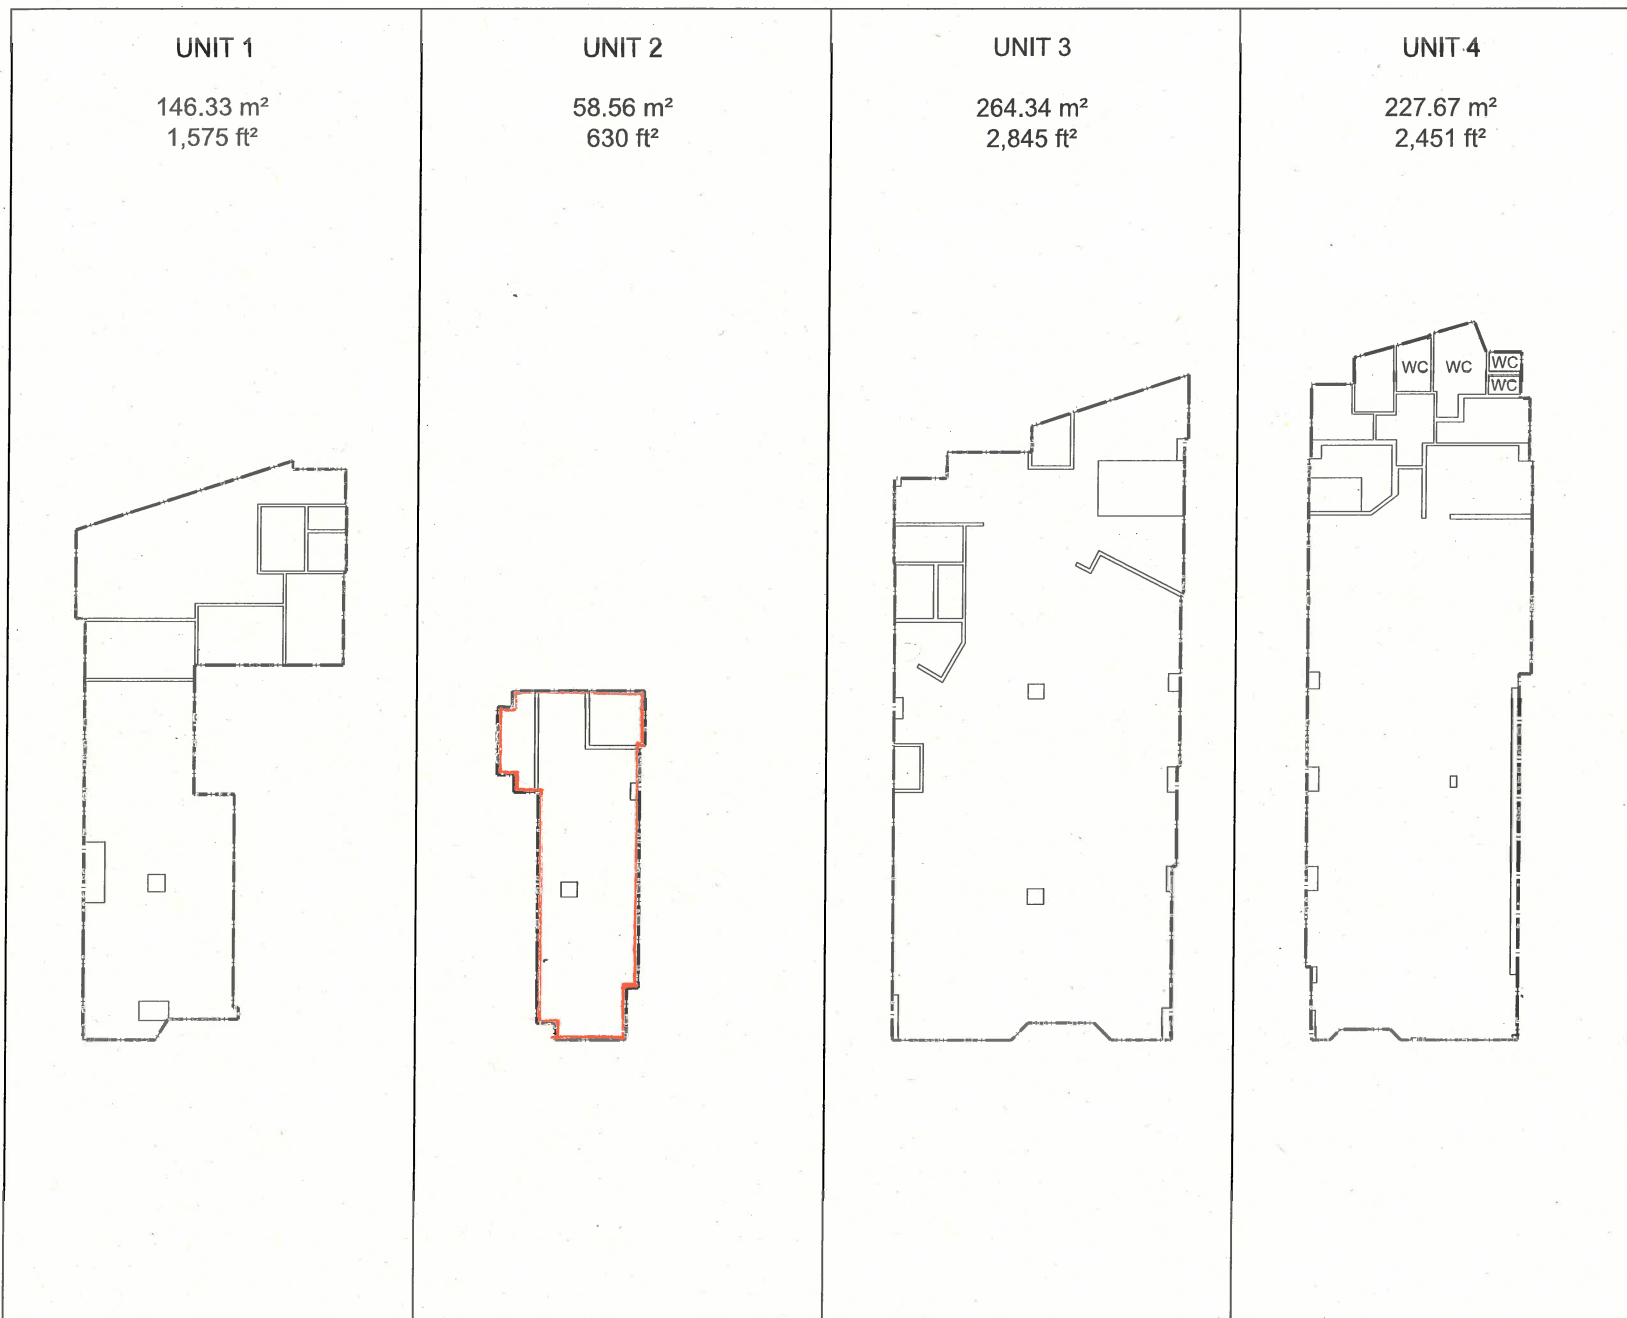 UNIT 1
146.33 m²
1,575 ft²
UNIT 2
58.56 m²
630 ft²
UNIT 3
264.34 m²
2,845 ft²
UNIT 4
227.67 m²
2,451 ft²
WC
WC
WC
WC